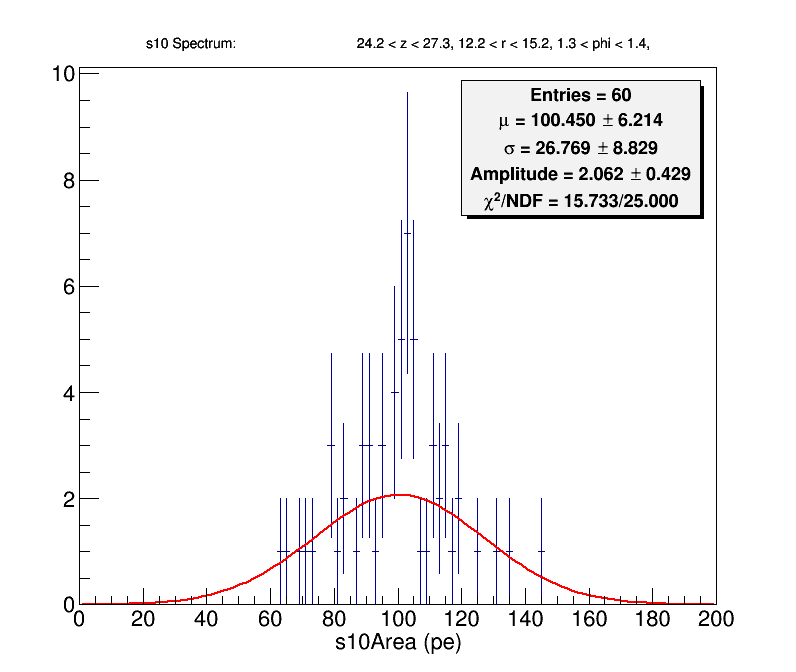 s10 Spectrum: 24.2 < z < 27.3, 12.2 < r < 15.2, 1.3 < phi < 1.4,
Entries = 60
μ = 100.450 ± 6.214
σ = 26.769 ± 8.829
Amplitude = 2.062 ± 0.429
χ²/NDF = 15.733/25.000
10
8
6
4
2
0
0 20 40 60 80 100 120 140 160 180 200
s10Area (pe)